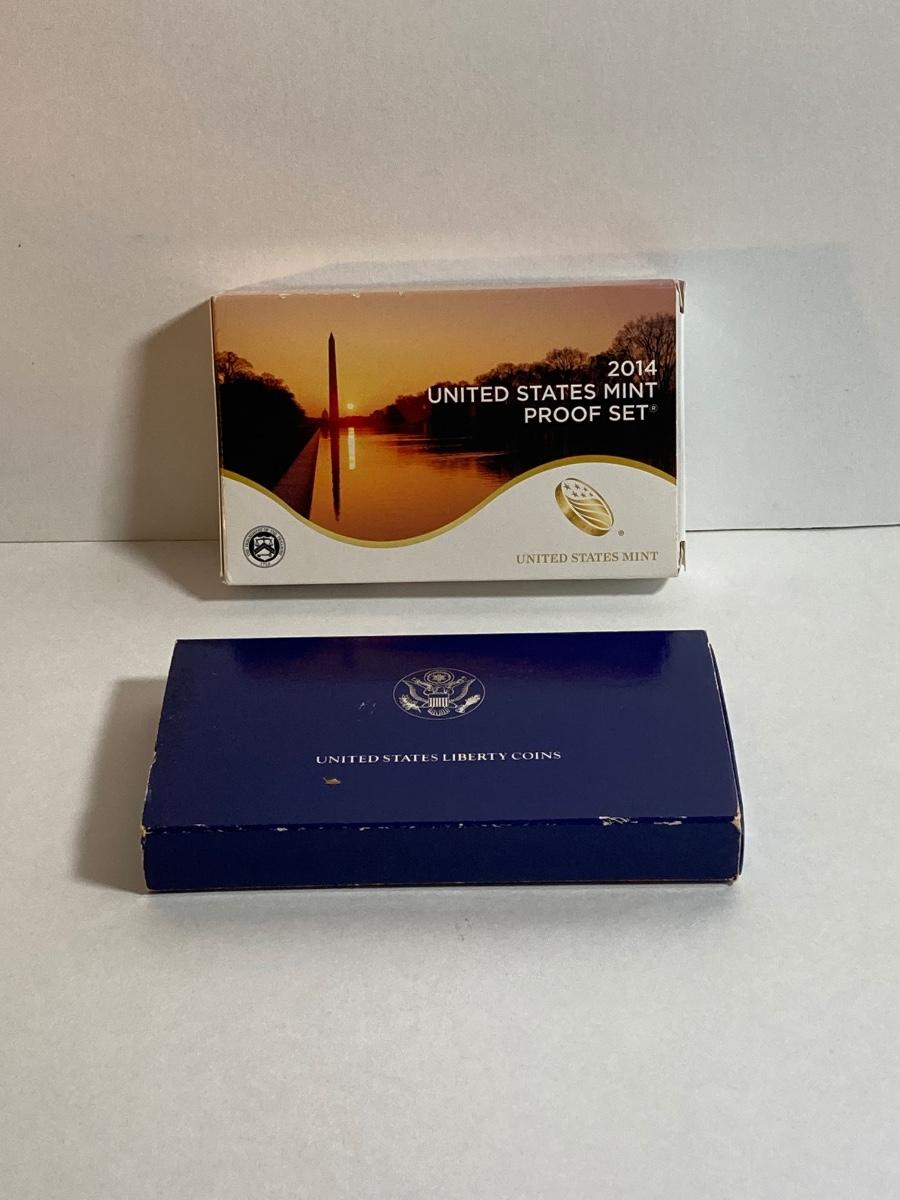 2014
UNITED STATES MINT
PROOF SET®
®
UNITED STATES MINT
UNITED STATES LIBERTY COINS